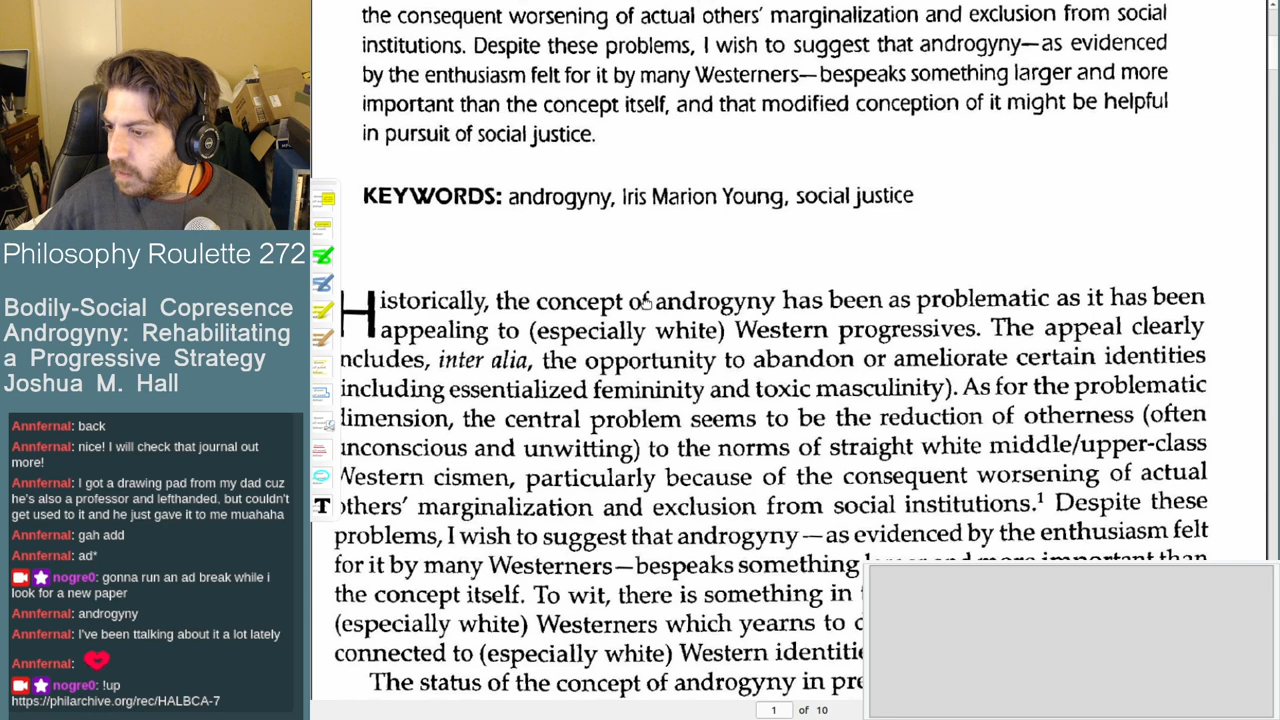 Philosophy Roulette 272
Bodily-Social Copresence
Androgyny: Rehabilitating
a Progressive Strategy
Joshua M. Hall
Annfernal: back
Annfernal: nice! I will check that journal out
more!
Annfernal: I got a drawing pad from my dad cuz
he's also a professor and lefthanded, but couldn't
get used to it and he just gave it to me muahaha
Annfernal: gah add
Annfernal: ad*
nogre0: gonna run an ad break while i
look for a new paper
Annfernal: androgyny
Annfernal: I've been ttalking about it a lot lately
Annfernal:
nogre0: !up
https://philarchive.org/rec/HALBCA-7
the consequent worsening of actual others' marginalization and exclusion from social
institutions. Despite these problems, I wish to suggest that androgyny—as evidenced
by the enthusiasm felt for it by many Westerners—bespeaks something larger and more
important than the concept itself, and that modified conception of it might be helpful
in pursuit of social justice.
KEYWORDS: androgyny, Iris Marion Young, social justice
Historically, the concept of androgyny has been as problematic as it has been
appealing to (especially white) Western progressives. The appeal clearly
ncludes, inter alia, the opportunity to abandon or ameliorate certain identities
including essentialized femininity and toxic masculinity). As for the problematic
dimension, the central problem seems to be the reduction of otherness (often
unconscious and unwitting) to the norms of straight white middle/upper-class
Western cismen, particularly because of the consequent worsening of actual
others' marginalization and exclusion from social institutions.1 Despite these
problems, I wish to suggest that androgyny—as evidenced by the enthusiasm felt
for it by many Westerners—bespeaks something larger and more important than
the concept itself. To wit, there is something in
(especially white) Westerners which yearns to
connected to (especially white) Western identitie
The status of the concept of androgyny in pre
1 of 10
T